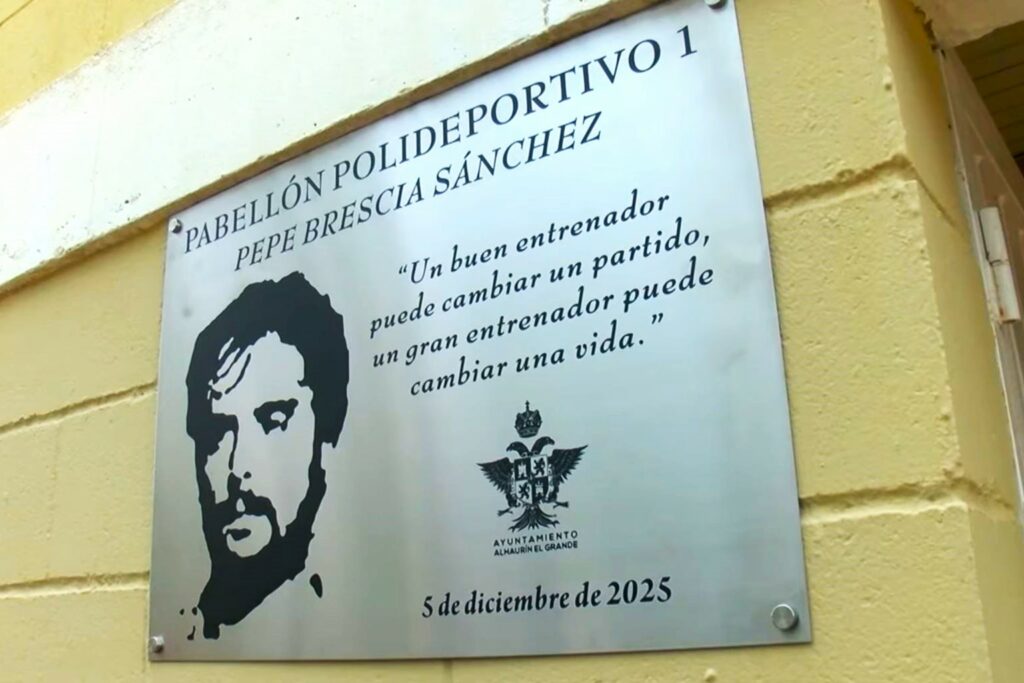 PABELLÓN POLIDEPORTIVO 1
PEPE BRESCIA SÁNCHEZ
“Un buen entrenador
puede cambiar un partido,
un gran entrenador puede
cambiar una vida.”
AYUNTAMIENTO
ALHAURÍN EL GRANDE
5 de diciembre de 2025